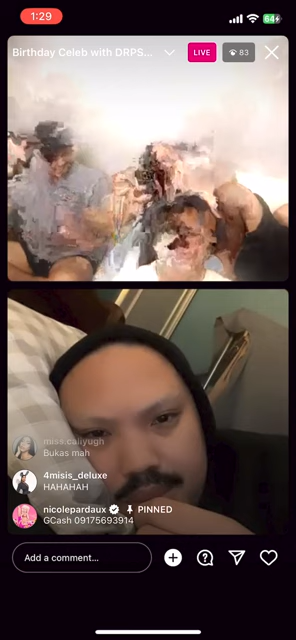 1:29
64
Birthday Celeb with DRPS...
LIVE
83
miss.caliyugh
Bukas mah
4misis_deluxe
HAHAHAH
nicolepardaux PINNED
GCash 09175693914
Add a comment...